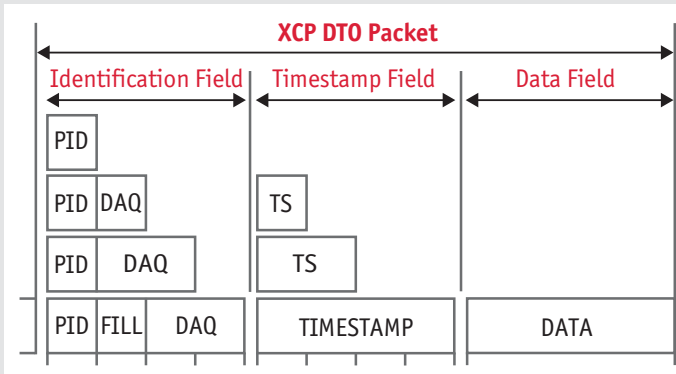 XCP DTO Packet
Identification Field Timestamp Field Data Field
PID
PID DAQ TS
PID DAQ TS
PID FILL DAQ TIMESTAMP DATA